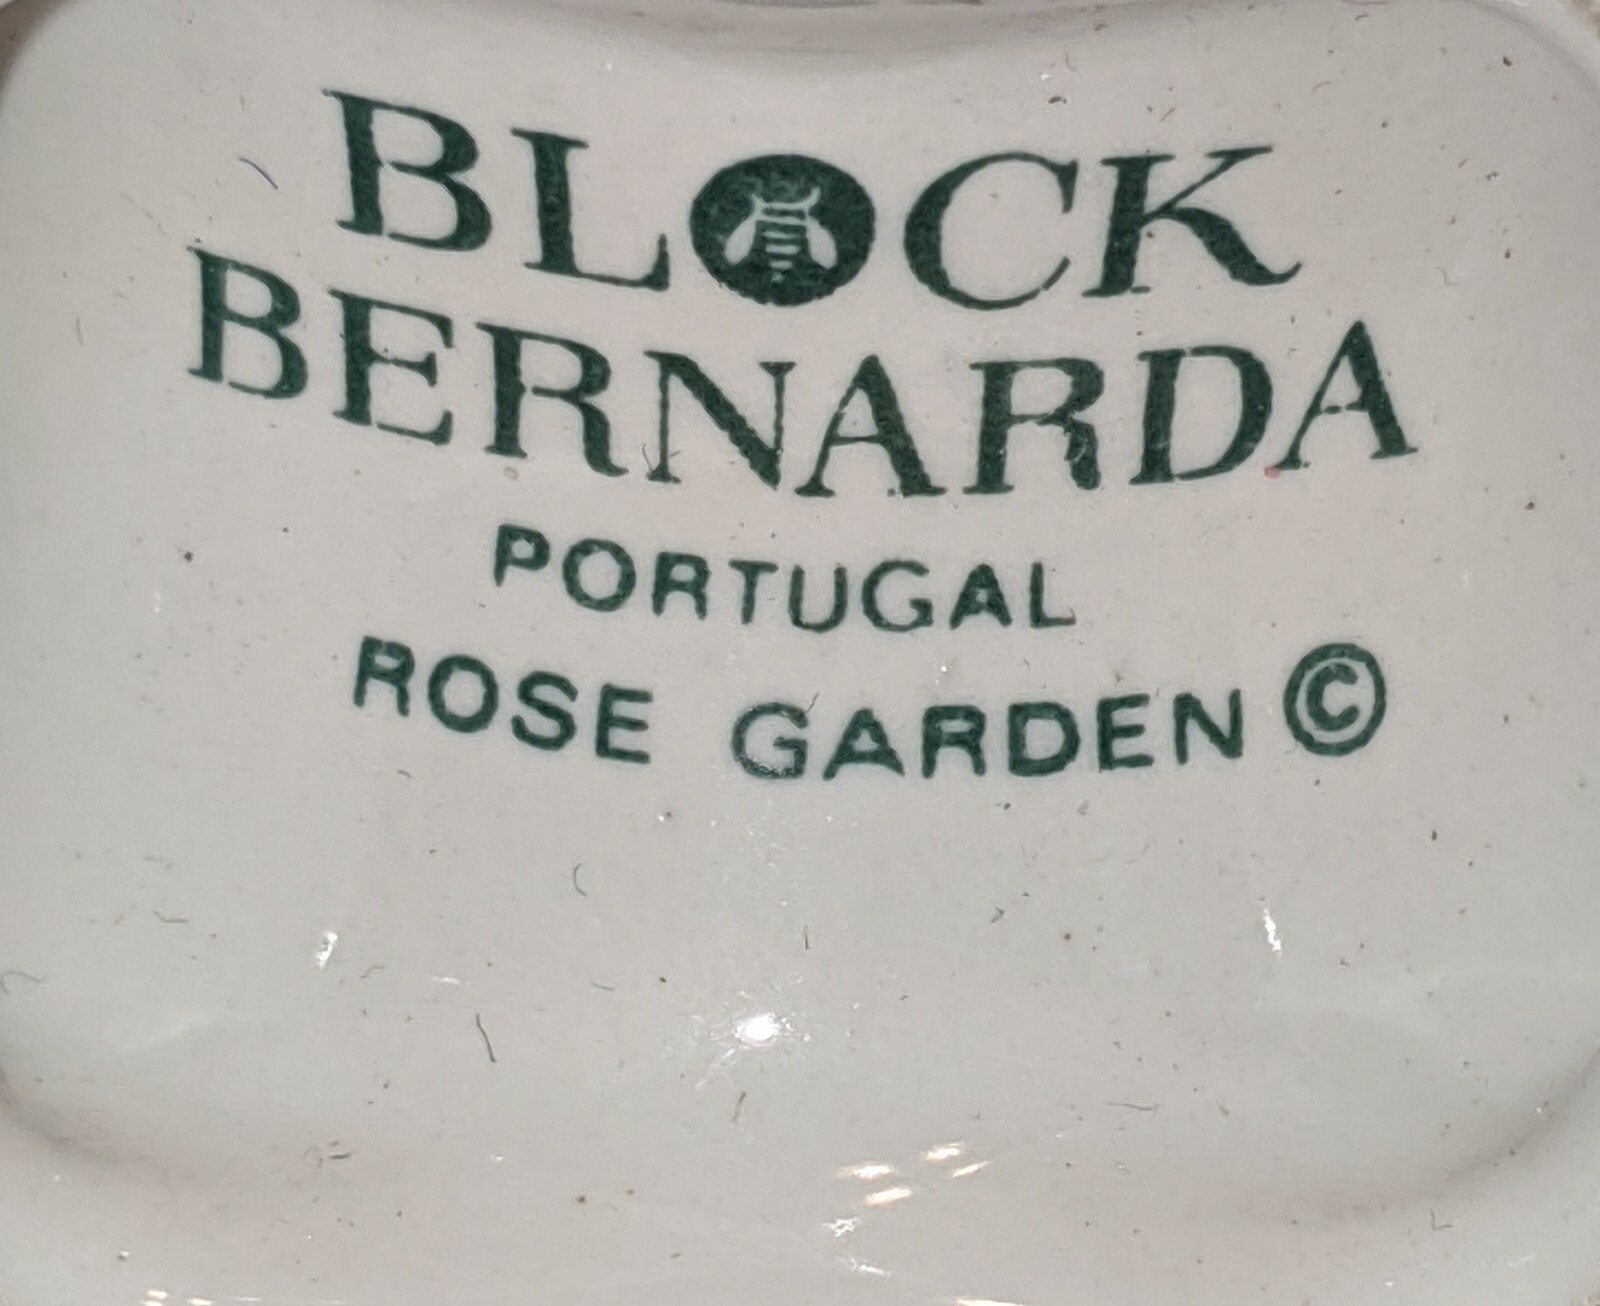 BLOCK
BERNARDA
PORTUGAL
ROSE GARDEN ©